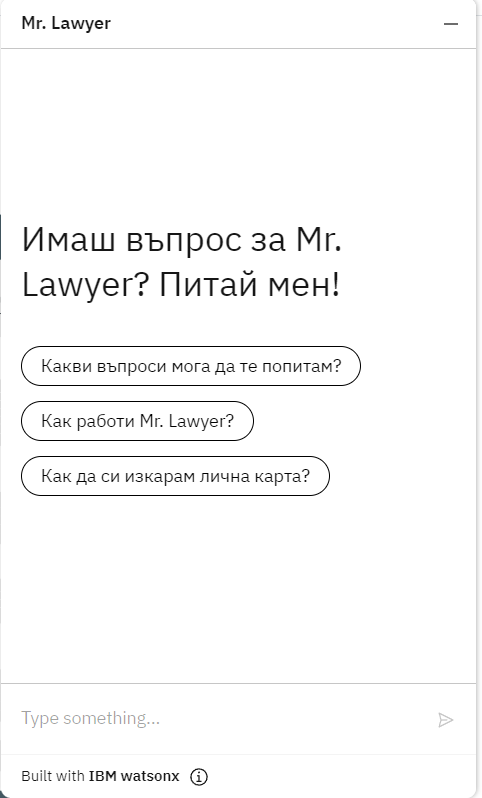 Mr. Lawyer
Имаш въпрос за Mr.
Lawyer? Питай мен!
Какви въпроси мога да те попитам?
Как работи Mr. Lawyer?
Как да си изкарам лична карта?
Type something...
Built with IBM watsonx